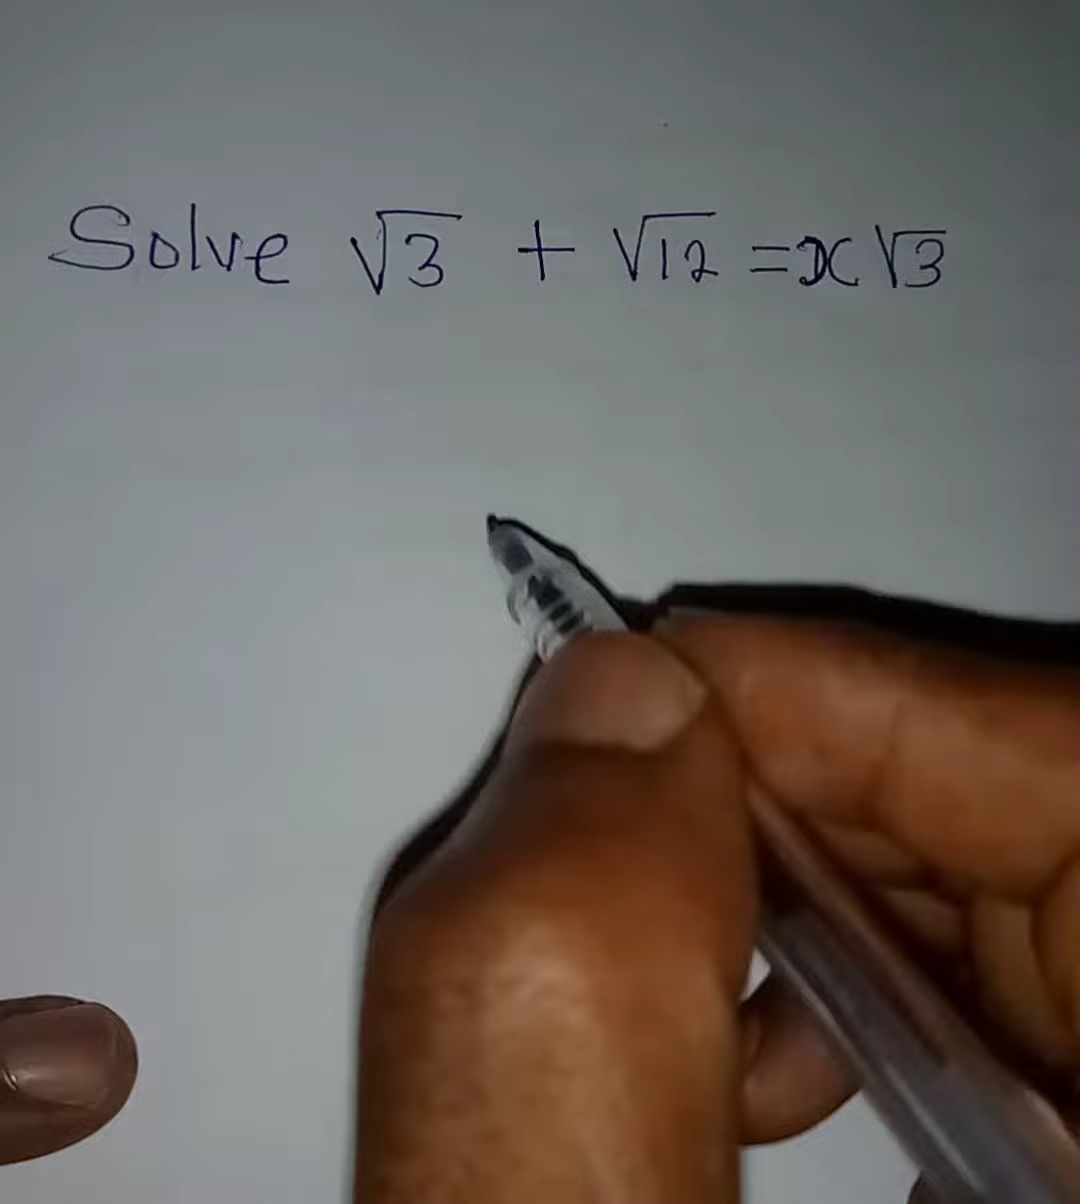 Solve √3 + √12 = x√3